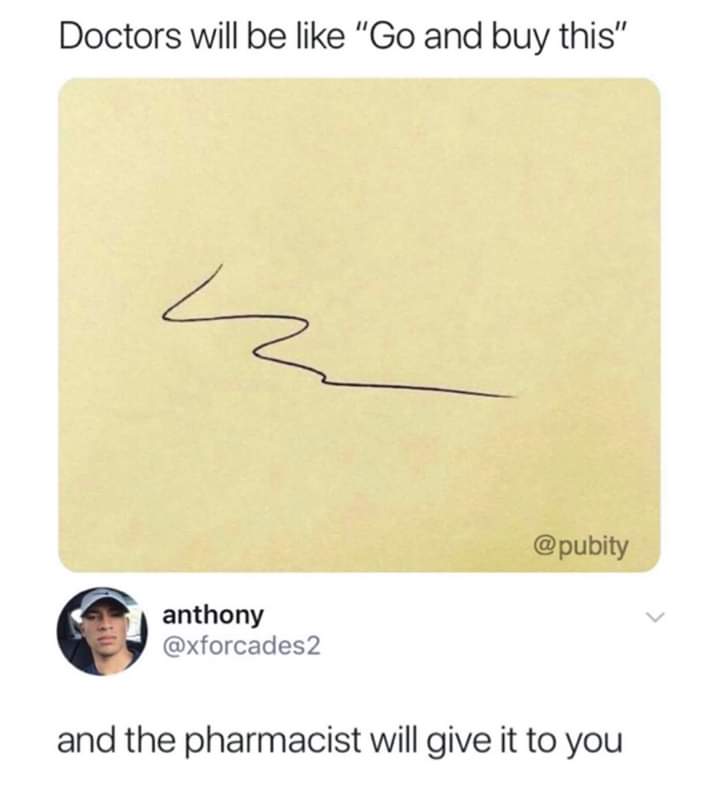 Doctors will be like "Go and buy this"
@pubity
anthony
@xforcades2
and the pharmacist will give it to you